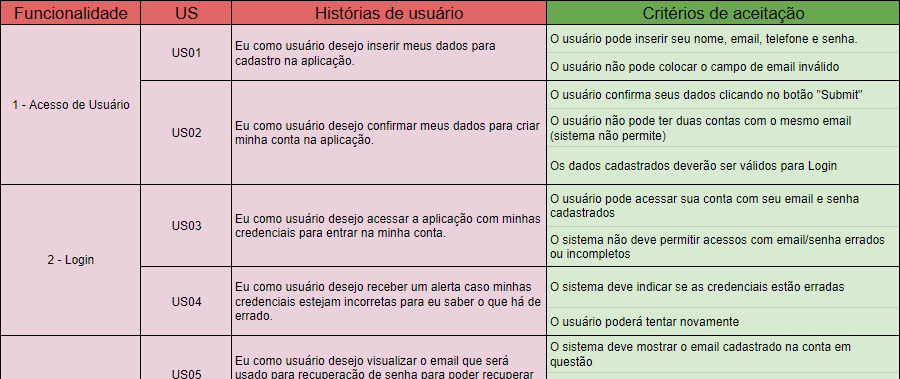 Funcionalidade US Histórias de usuário Critérios de aceitação
1 - Acesso de Usuário
US01
Eu como usuário desejo inserir meus dados para
cadastro na aplicação.
O usuário pode inserir seu nome, email, telefone e senha.
O usuário não pode colocar o campo de email inválido
US02
Eu como usuário desejo confirmar meus dados para criar
minha conta na aplicação.
O usuário confirma seus dados clicando no botão "Submit"
O usuário não pode ter duas contas com o mesmo email
(sistema não permite)
Os dados cadastrados deverão ser válidos para Login
2 - Login
US03
Eu como usuário desejo acessar a aplicação com minhas
credenciais para entrar na minha conta.
O usuário pode acessar sua conta com seu email e senha
cadastrados
O sistema não deve permitir acessos com email/senha errados
ou incompletos
US04
Eu como usuário desejo receber um alerta caso minhas
credenciais estejam incorretas para eu saber o que há de
errado.
O sistema deve indicar se as credenciais estão erradas
O usuário poderá tentar novamente
US05
Eu como usuário desejo visualizar o email que será
usado para recuperação de senha para poder recuperar
O sistema deve mostrar o email cadastrado na conta em
questão